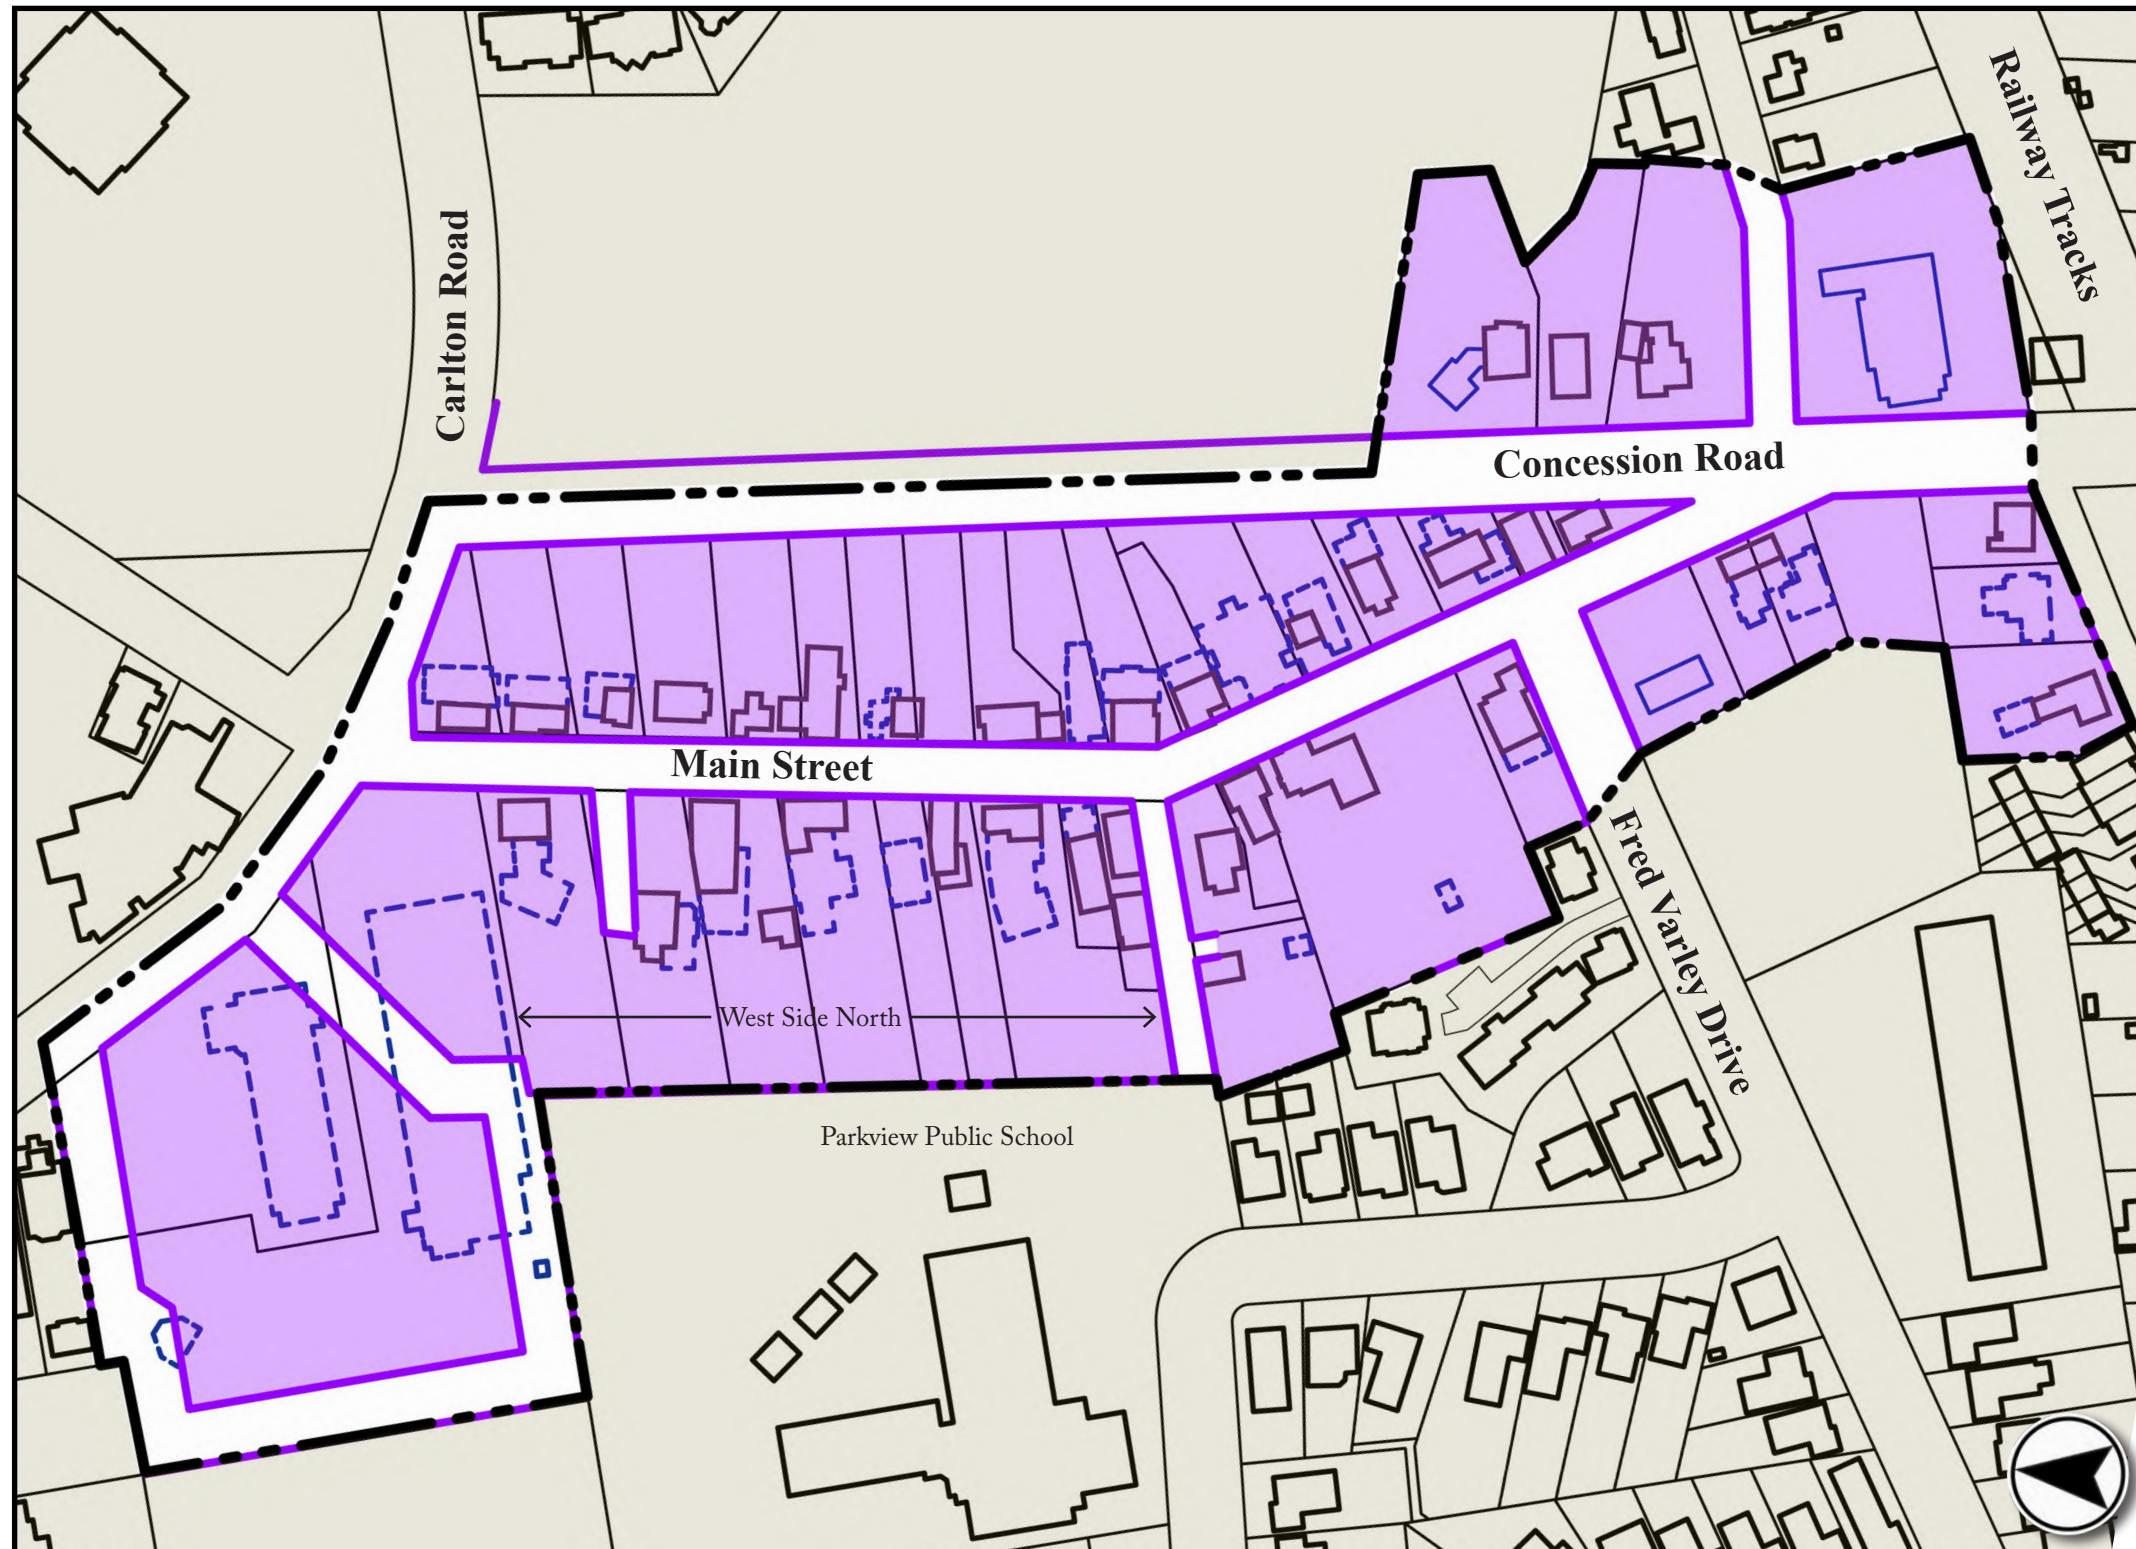 Railway Tracks
Carlton Road
Concession Road
Main Street
Fred Varley Drive
West Side North
Parkview Public School